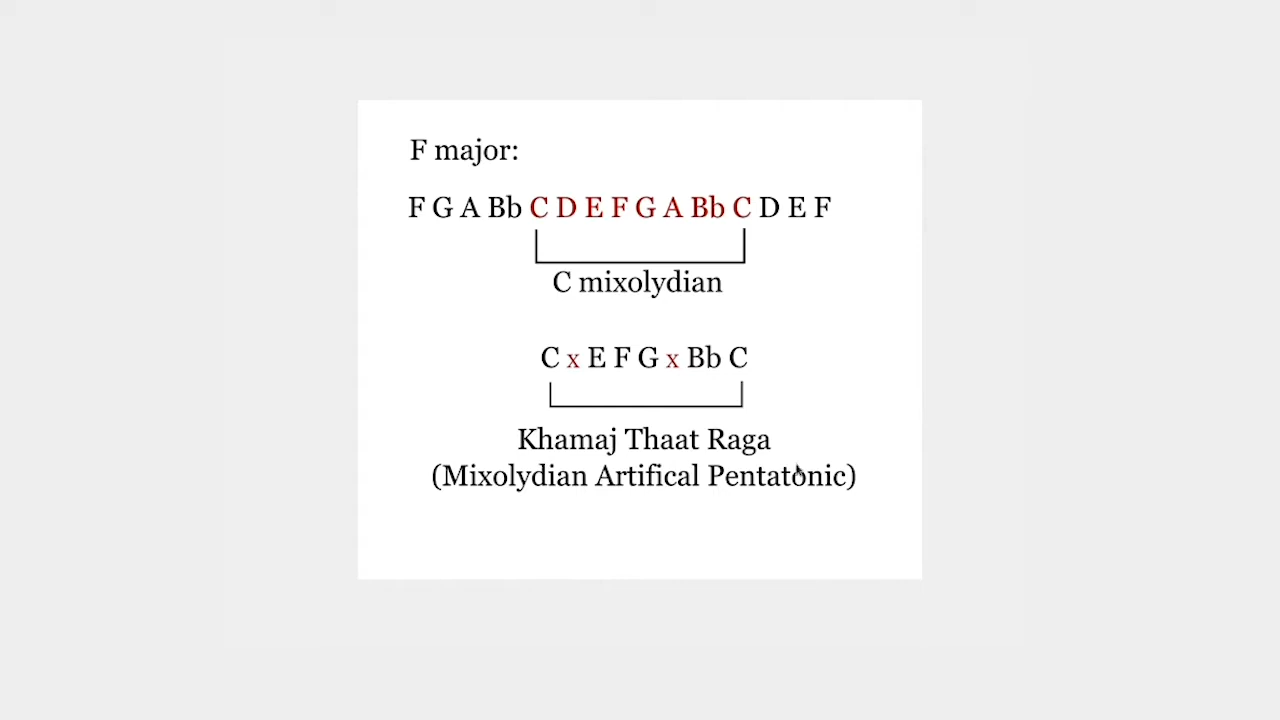 F major:
F G A Bb C D E F G A Bb C D E F
C mixolydian
C x E F G x Bb C
Khamaj Thaat Raga
(Mixolydian Artifical Pentatonic)